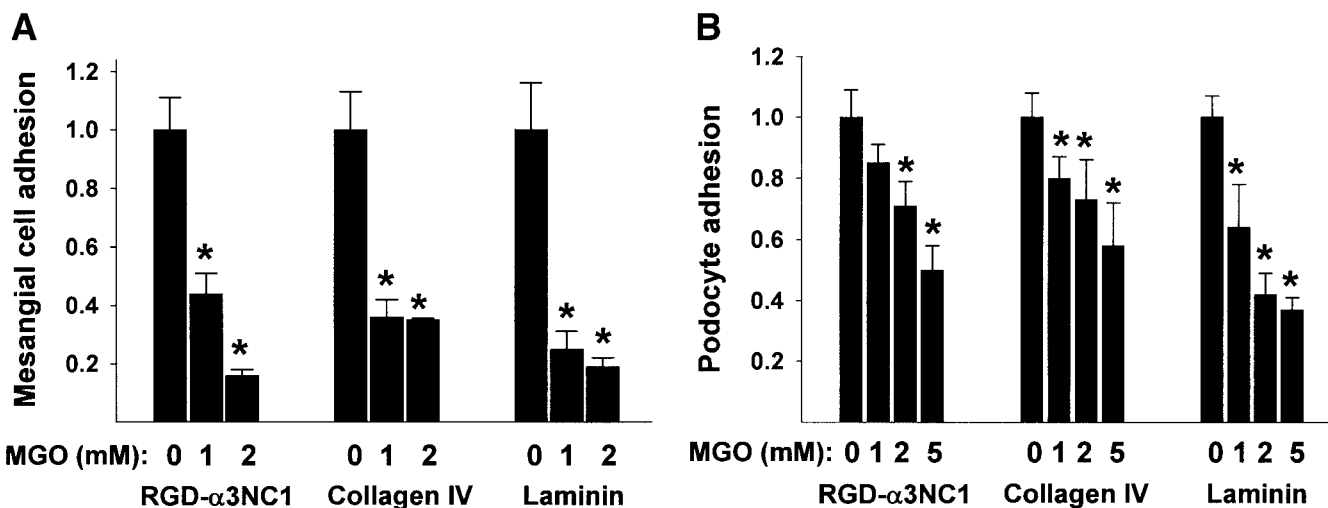 A
Mesangial cell adhesion
1.2
1.0
0.8
0.6
0.4
0.2
* * * * * *
MGO (mM): 0 1 2 0 1 2 0 1 2
RGD-α3NC1 Collagen IV Laminin
B
Podocyte adhesion
1.2
1.0
0.8
0.6
0.4
0.2
* * * * * * * *
MGO (mM): 0 1 2 5 0 1 2 5 0 1 2 5
RGD-α3NC1 Collagen IV Laminin